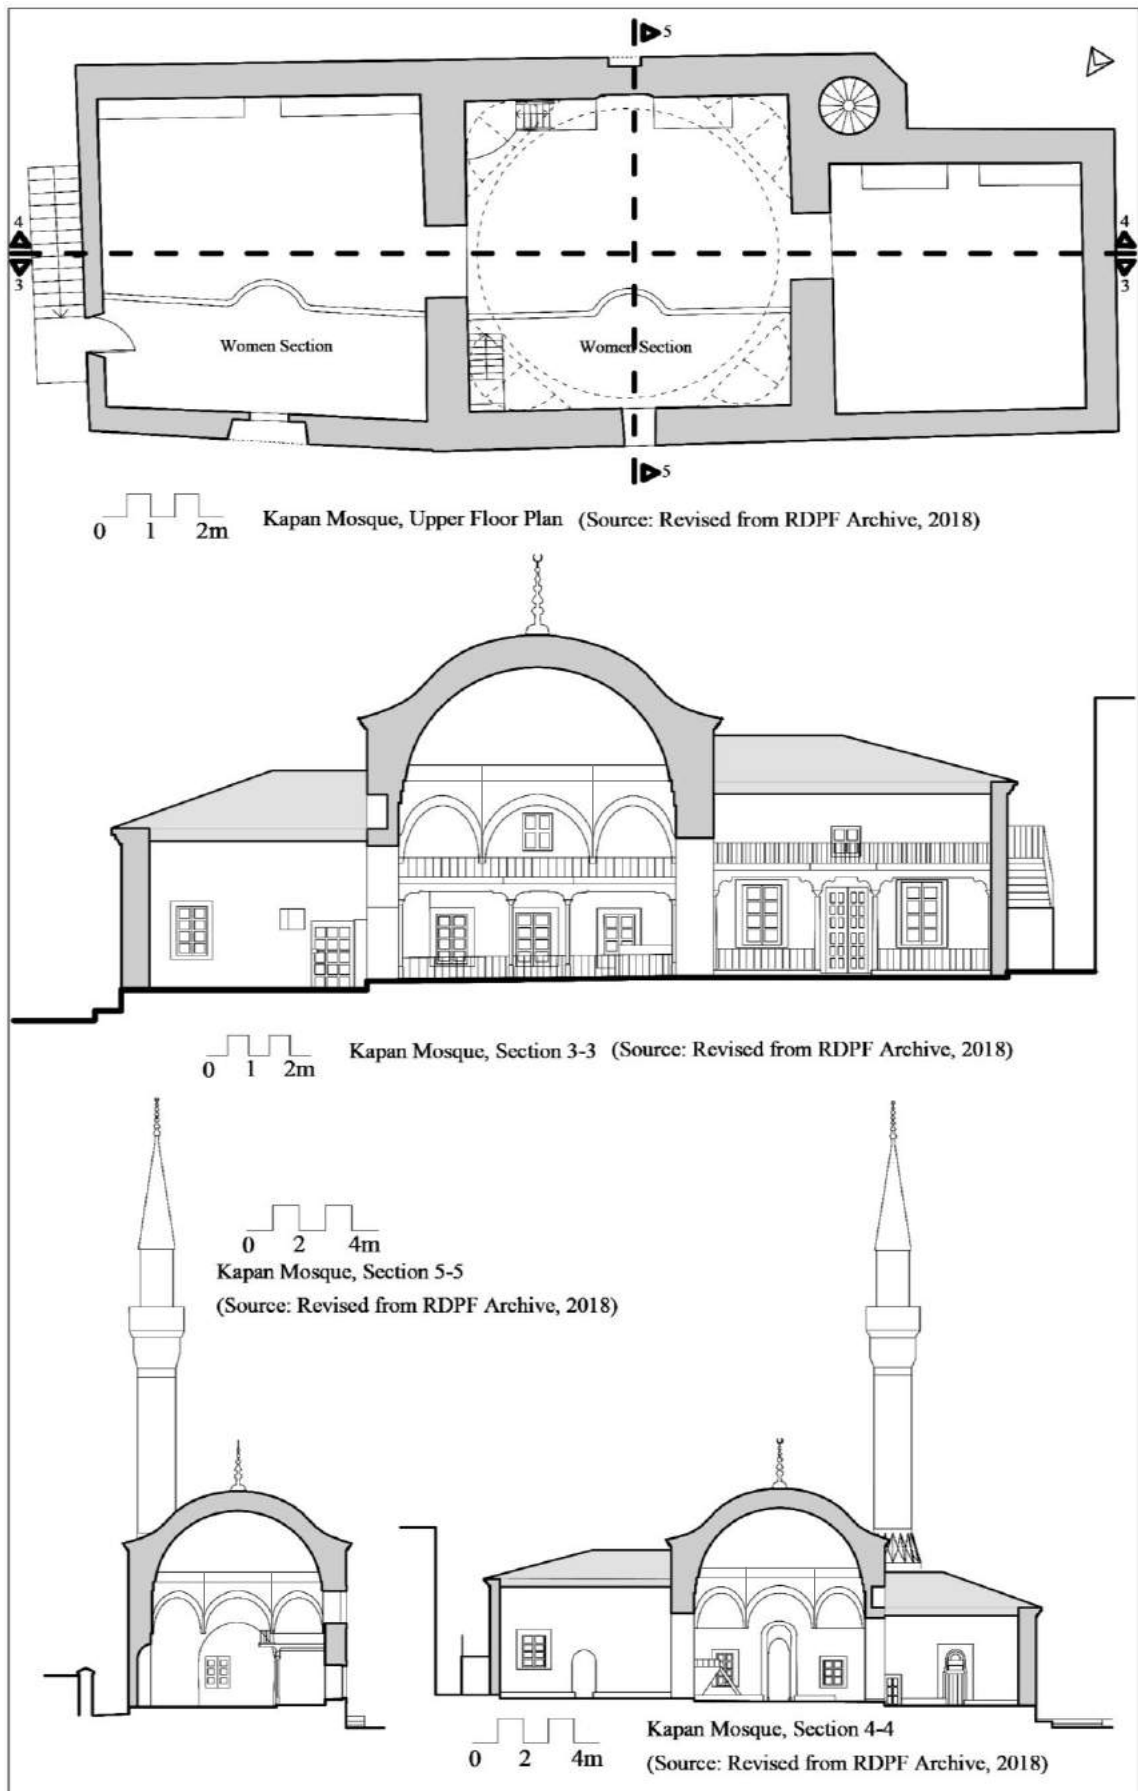 5
4
3
4
3
Women Section
Women Section
5
0 1 2m
Kapan Mosque, Upper Floor Plan (Source: Revised from RDPF Archive, 2018)
0 1 2m
Kapan Mosque, Section 3-3 (Source: Revised from RDPF Archive, 2018)
0 2 4m
Kapan Mosque, Section 5-5
(Source: Revised from RDPF Archive, 2018)
0 2 4m
Kapan Mosque, Section 4-4
(Source: Revised from RDPF Archive, 2018)